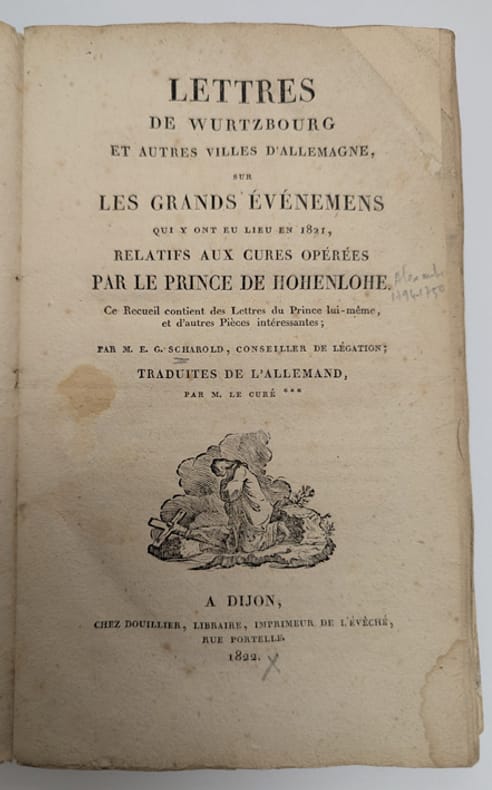 LETTRES
DE WURTZBOURG
ET AUTRES VILLES D'ALLEMAGNE,
SUR
LES GRANDS ÉVÉNEMENS
QUI Y ONT EU LIEU EN 1821,
RELATIFS AUX CURES OPÉRÉES
PAR LE PRINCE DE HOHENLOHE.
Ce Recueil contient des Lettres du Prince lui-même,
et d'autres Pièces intéressantes;
PAR M. E. G. SCHAROLD, CONSEILLER DE LÉGATION;
TRADUITES DE L'ALLEMAND,
PAR M. LE CURÉ ***
A DIJON,
CHEZ DOUILLIER, LIBRAIRE, IMPRIMEUR DE L'ÉVÊCHÉ,
RUE PORTELLE.
1822. X